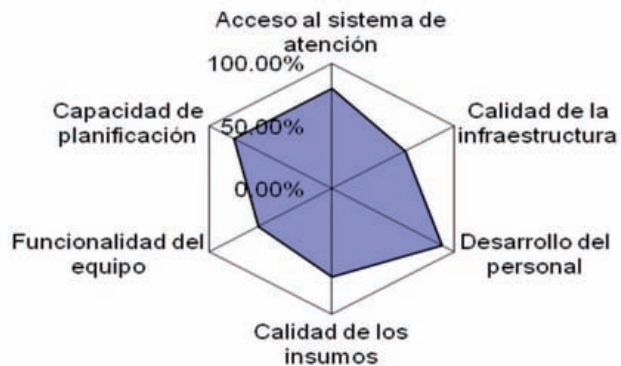 Acceso al sistema de
atención
100.00%
Capacidad de
planificación
50.00%
Calidad de la
infraestructura
0.00%
Funcionalidad del
equipo
Desarrollo del
personal
Calidad de los
insumos